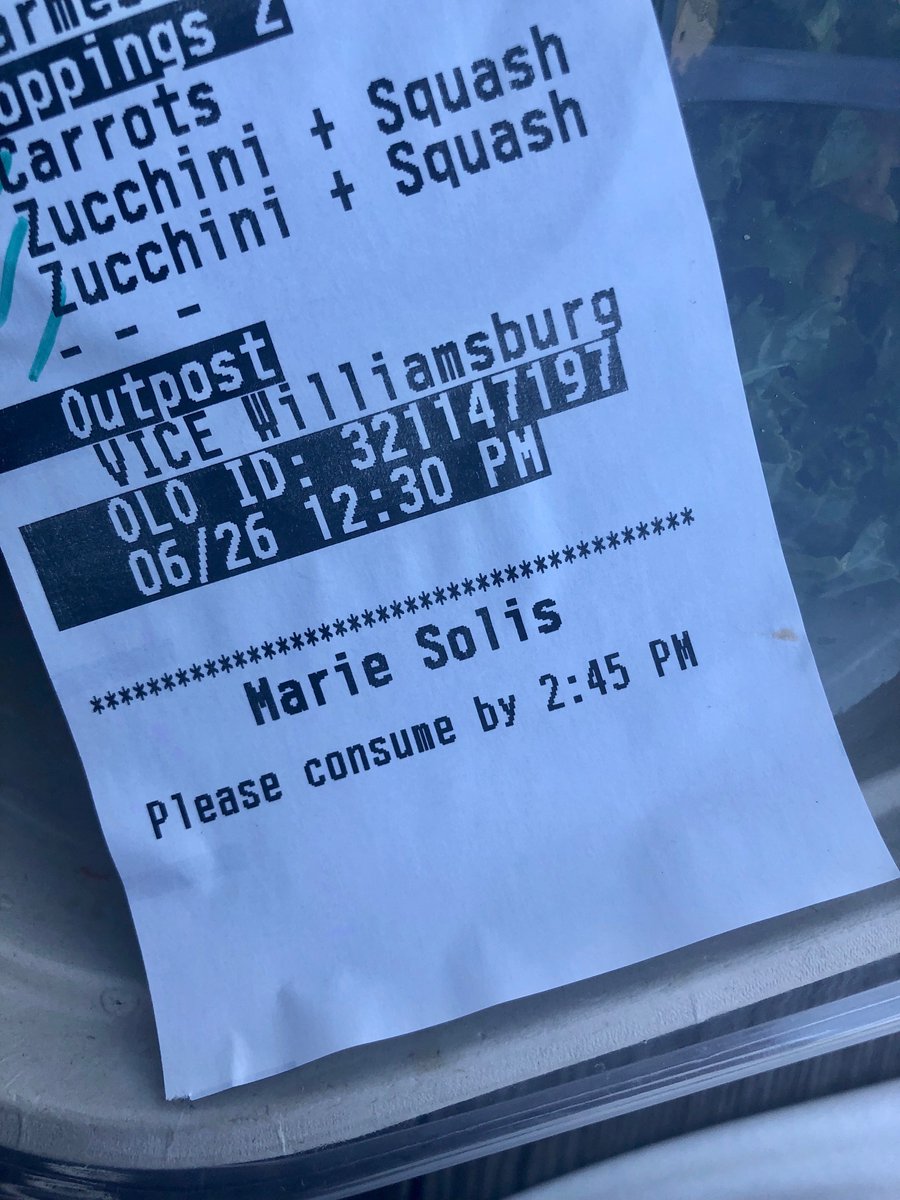 oppings 2
Carrots
Zucchini + Squash
Zucchini + Squash
- - -
Outpost
VICE Williamsburg
OLO ID: 321147197
06/26 12:30 PM
******************************************
Marie Solis
Please consume by 2:45 PM